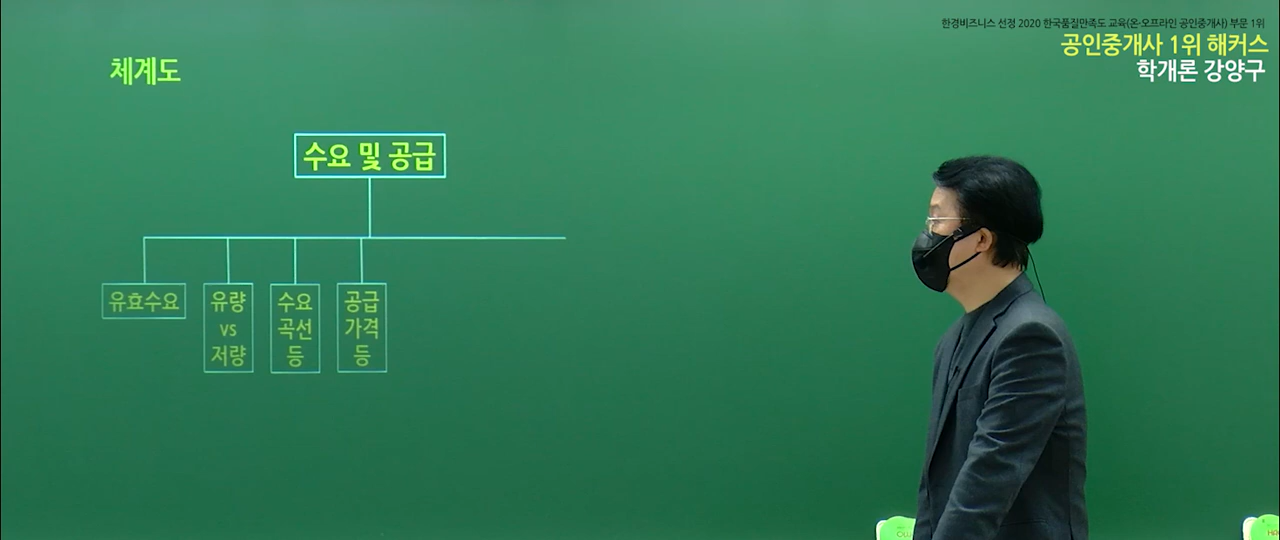 한경비즈니스 선정 2020 한국품질만족도 교육(온·오프라인 공인중개사) 부문 1위
공인중개사 1위 해커스
학개론 강양구
체계도
수요 및 공급
유효수요
유량
vs
저량
수요
곡선
등
공급
가격
등